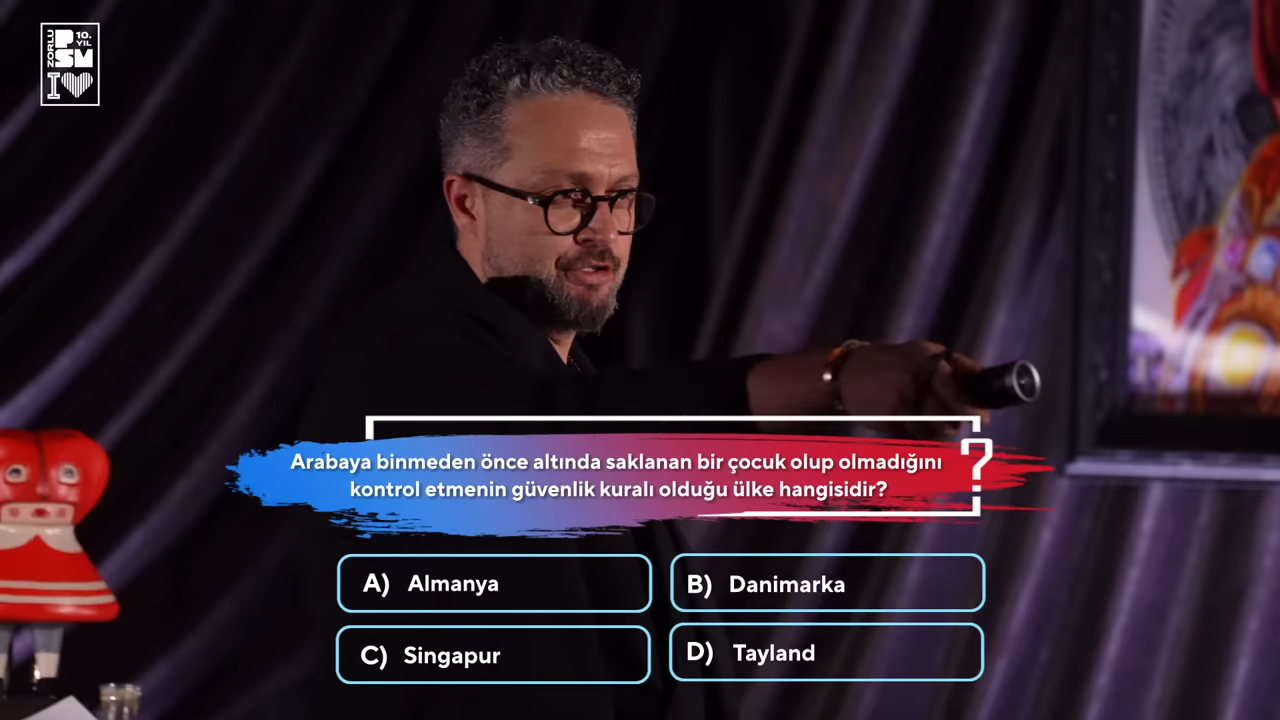 ZORLU
PSM
10.
YIL
I
Arabaya binmeden önce altında saklanan bir çocuk olup olmadığını
kontrol etmenin güvenlik kuralı olduğu ülke hangisidir?
?
A) Almanya
B) Danimarka
C) Singapur
D) Tayland